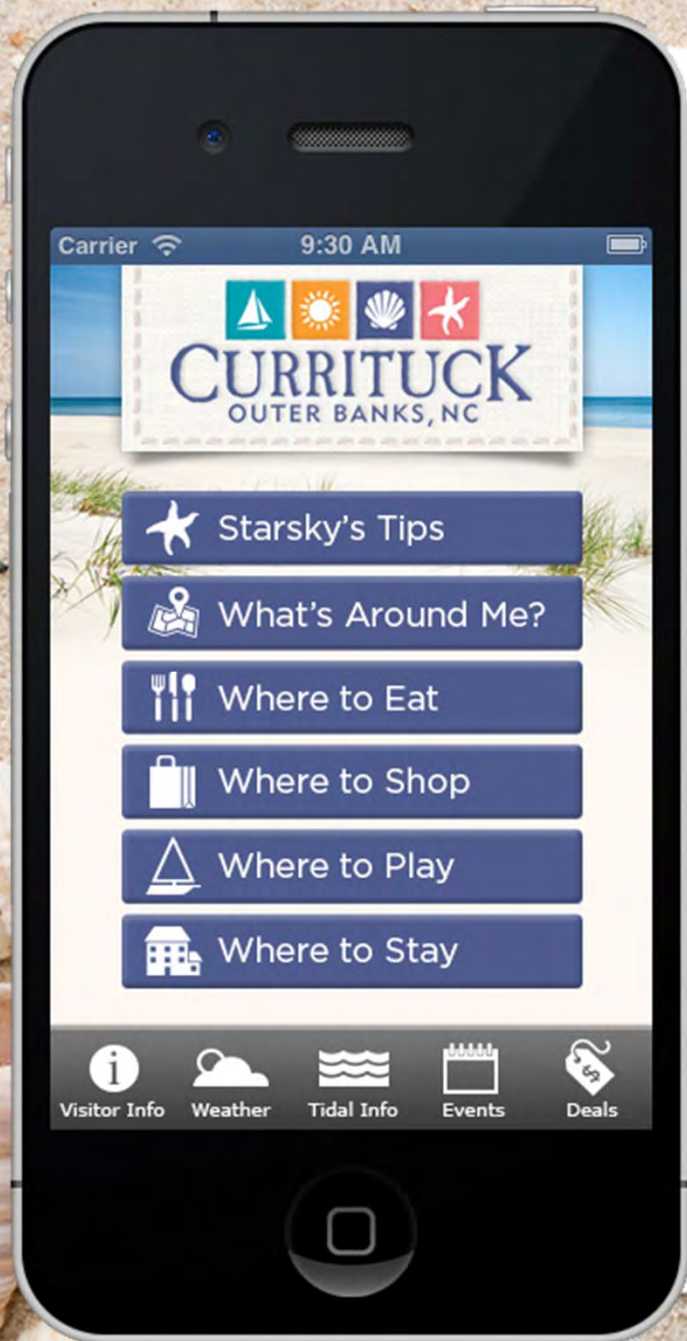 Carrier 9:30 AM
CURRITUCK
OUTER BANKS, NC
Starsky's Tips
What's Around Me?
Where to Eat
Where to Shop
Where to Play
Where to Stay
i
$
Visitor Info Weather Tidal Info Events Deals